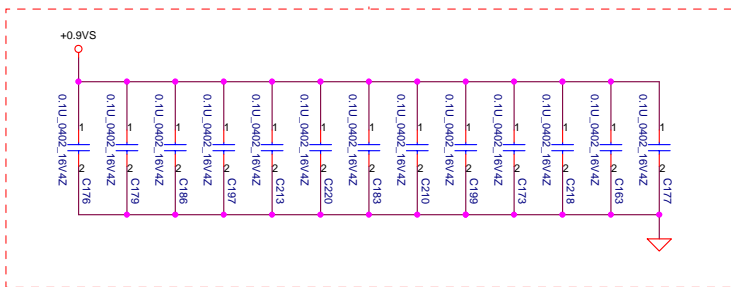 +0.9VS
0.1U_0402_16V4Z
1
2
C176
0.1U_0402_16V4Z
1
2
C179
0.1U_0402_16V4Z
1
2
C186
0.1U_0402_16V4Z
1
2
C197
0.1U_0402_16V4Z
1
2
C213
0.1U_0402_16V4Z
1
2
C220
0.1U_0402_16V4Z
1
2
C183
0.1U_0402_16V4Z
1
2
C210
0.1U_0402_16V4Z
1
2
C199
0.1U_0402_16V4Z
1
2
C173
0.1U_0402_16V4Z
1
2
C218
0.1U_0402_16V4Z
1
2
C163
0.1U_0402_16V4Z
1
2
C177